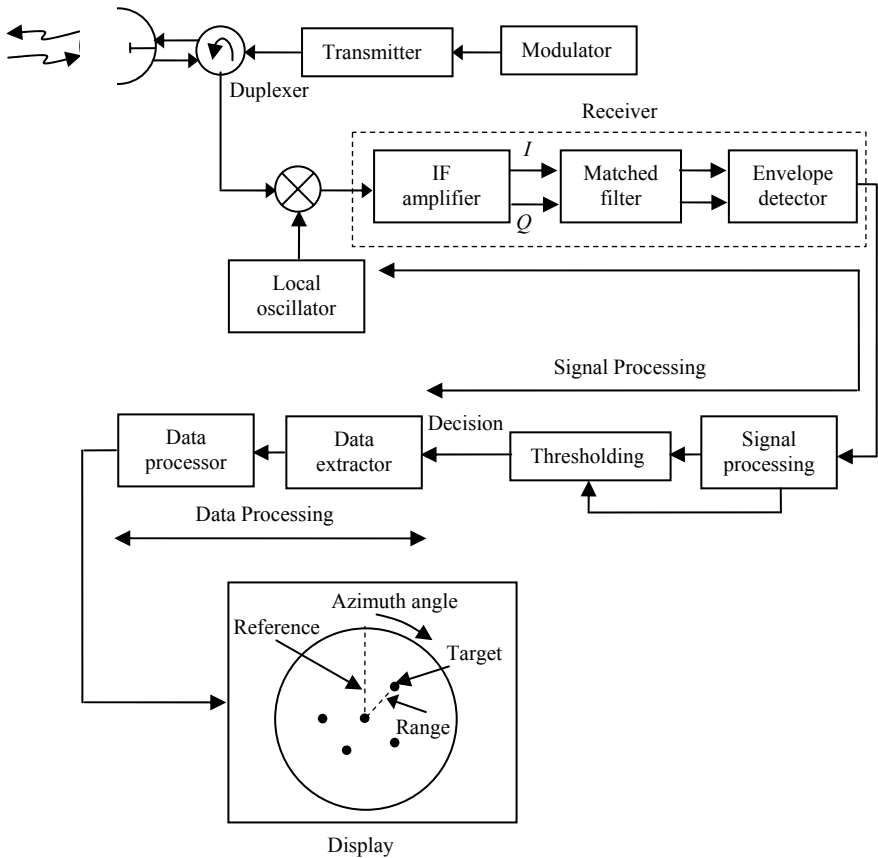 Transmitter
Modulator
Duplexer
Receiver
IF
amplifier
I
Q
Matched
filter
Envelope
detector
Local
oscillator
Signal Processing
Data
processor
Data
extractor
Decision
Thresholding
Signal
processing
Data Processing
Azimuth angle
Reference
Target
Range
Display